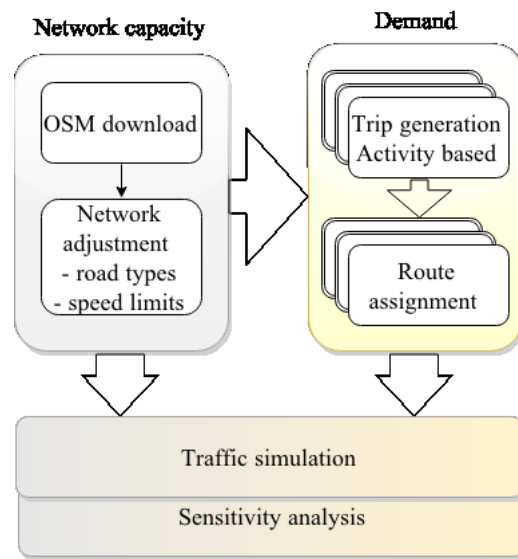 Network capacity
OSM download
Network
adjustment
- road types
- speed limits
Demand
Trip generation
Activity based
Route
assignment
Traffic simulation
Sensitivity analysis